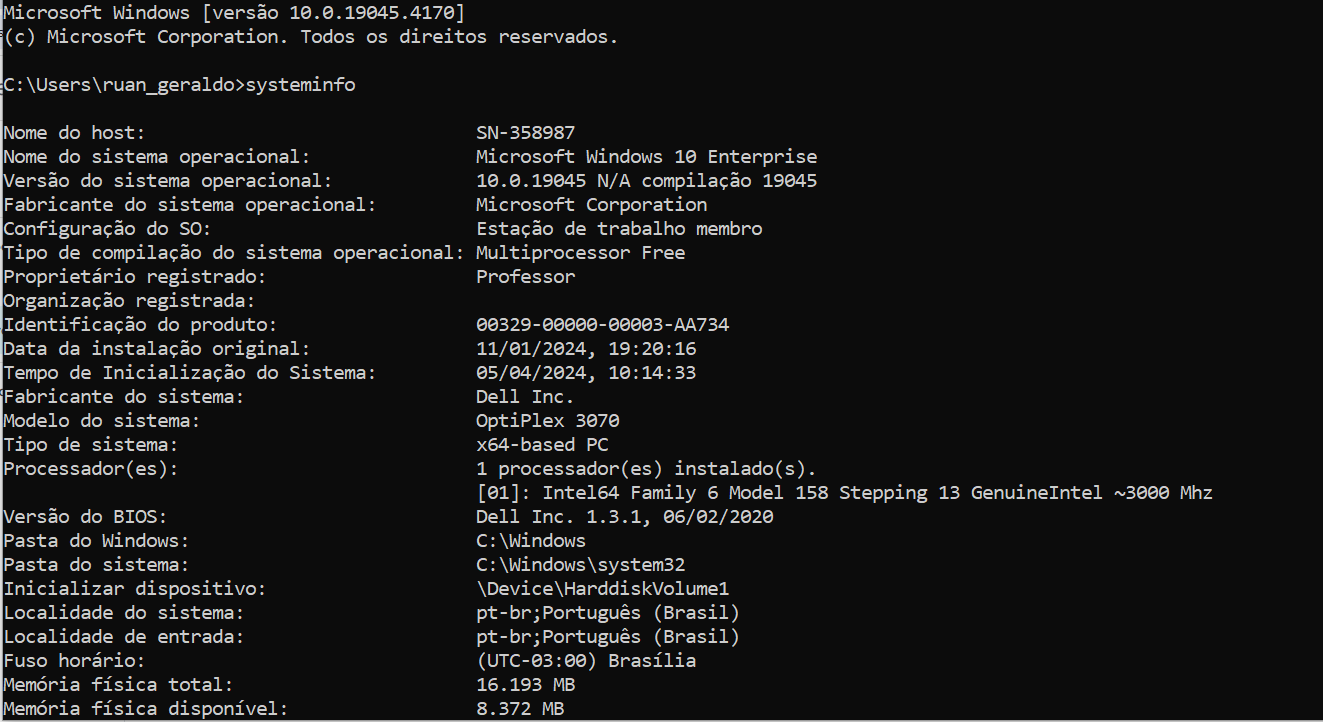 Microsoft Windows [versão 10.0.19045.4170]
(c) Microsoft Corporation. Todos os direitos reservados.
C:\Users\ruan_geraldo>systeminfo
Nome do host: SN-358987
Nome do sistema operacional: Microsoft Windows 10 Enterprise
Versão do sistema operacional: 10.0.19045 N/A compilação 19045
Fabricante do sistema operacional: Microsoft Corporation
Configuração do SO: Estação de trabalho membro
Tipo de compilação do sistema operacional: Multiprocessor Free
Proprietário registrado: Professor
Organização registrada:
Identificação do produto: 00329-00000-00003-AA734
Data da instalação original: 11/01/2024, 19:20:16
Tempo de Inicialização do Sistema: 05/04/2024, 10:14:33
Fabricante do sistema: Dell Inc.
Modelo do sistema: OptiPlex 3070
Tipo de sistema: x64-based PC
Processador(es): 1 processador(es) instalado(s).
[01]: Intel64 Family 6 Model 158 Stepping 13 GenuineIntel ~3000 Mhz
Versão do BIOS: Dell Inc. 1.3.1, 06/02/2020
Pasta do Windows: C:\Windows
Pasta do sistema: C:\Windows\system32
Inicializar dispositivo: \Device\HarddiskVolume1
Localidade do sistema: pt-br;Português (Brasil)
Localidade de entrada: pt-br;Português (Brasil)
Fuso horário: (UTC-03:00) Brasília
Memória física total: 16.193 MB
Memória física disponível: 8.372 MB